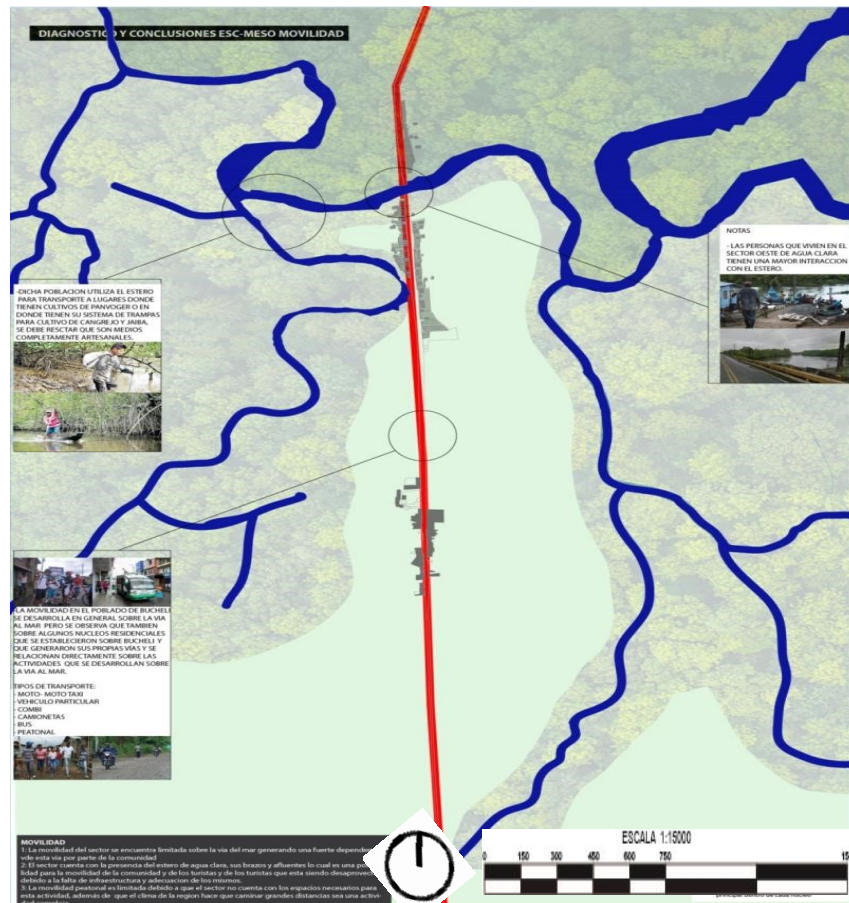 DIAGNOSTICO Y CONCLUSIONES ESC-MESO MOVILIDAD
NOTAS
- LAS PERSONAS QUE VIVIEN EN EL
SECTOR OESTE DE AGUA CLARA
TIENEN UNA MAYOR INTERACCION
CON EL ESTERO.
-DICHA POBLACION UTILIZA EL ESTERO
PARA TRANSPORTE A LUGARES DONDE
TIENEN CULTIVOS DE PANVOGER O EN
DONDE TIENEN SU SISTEMA DE TRAMPAS
PARA CULTIVO DE CANGREJO Y JAIBA,
SE DEBE RESCTAR QUE SON MEDIOS
COMPLETAMENTE ARTESANALES.
-LA MOVILIDAD EN EL POBLADO DE BUCHELI
SE DESARROLLA EN GENERAL SOBRE LA VIA
AL MAR PERO SE OBSERVA QUE TAMBIEN
SOBRE ALGUNOS NUCLEOS RESIDENCIALES
QUE SE ESTABLECIERON SOBRE BUCHELI Y
QUE GENERARON SUS PROPIAS VÍAS Y SE
RELACIONAN DIRECTAMENTE SOBRE LAS
ACTIVIDADES QUE SE DESARROLLAN SOBRE
LA VIA AL MAR.
TIPOS DE TRANSPORTE:
- MOTO- MOTO TAXI
- VEHICULO PARTICULAR
- COMBI
- CAMIONETAS
- BUS
- PEATONAL
MOVILIDAD
1: La movilidad del sector se encuentra limitada sobre la via del mar generando una fuerte
vde esta via por parte de la comunidad
2: El sector cuenta con la presencia del estero de agua clara, sus brazos y afluentes lo cual es una
lidad para la movilidad de la comunidad y de los turistas y de los turistas que esta siendo
debido a la falta de infraestructura y adecuacion de los mismos.
3: La movilidad peatonal es limitada debido a que el sector no cuenta con los espacios necesarios para
esta actividad, además de que el clima de la region hace que caminar grandes distancias sea una activi-
ESCALA 1:15000
0 150 300 450 600 750 15
principal dentro de cada nucleo